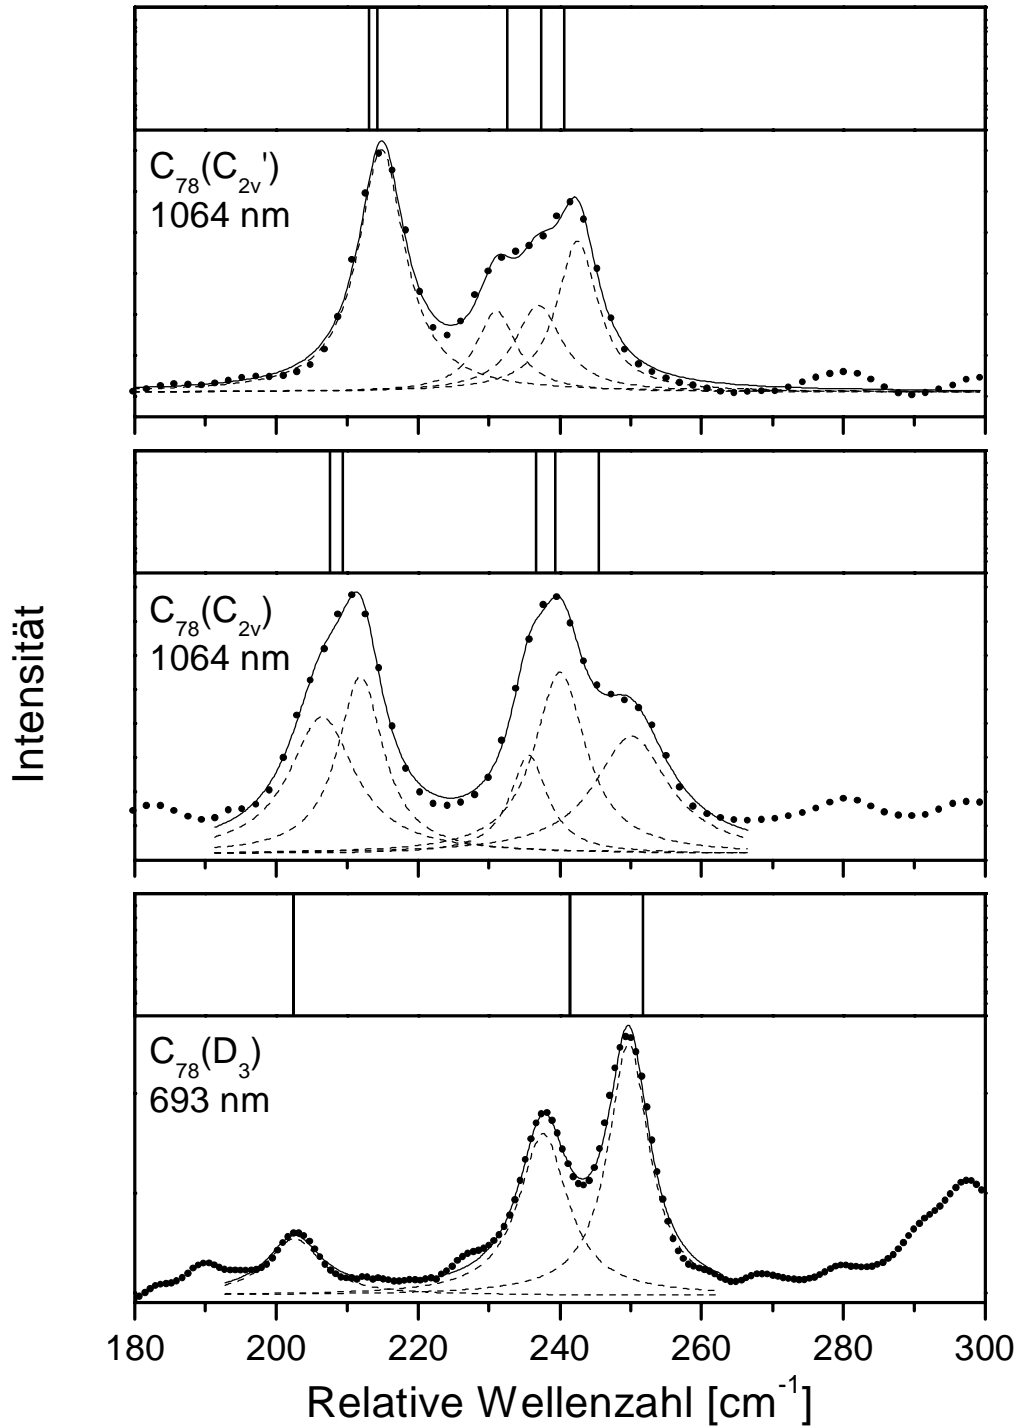 C78(C2v')
1064 nm
C78(C2v)
1064 nm
C78(D3)
693 nm
Intensität
180 200 220 240 260 280 300
Relative Wellenzahl [cm-1]